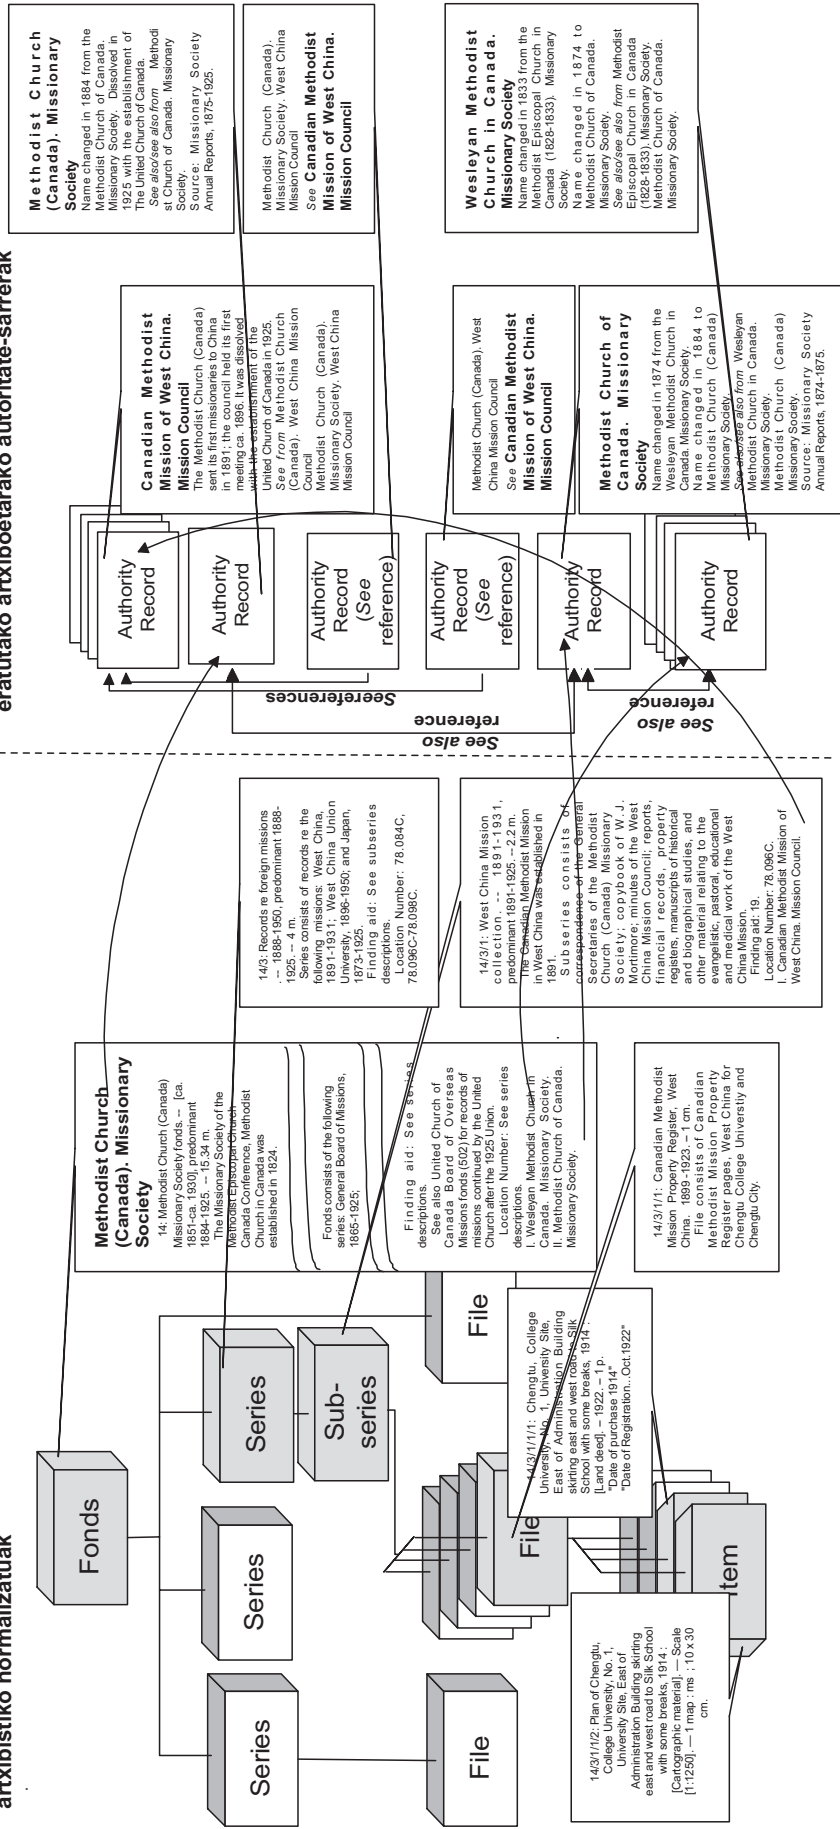 artxibistiko normalizatuak
eratutako artxiboetarako autoritate-sarrerak
Fonds
Series
Series
Series
Sub-
series
File
File
File
Item
Methodist Church
(Canada). Missionary
Society
14: Methodist Church (Canada)
Missionary Society fonds. -- [ca.
1851-ca. 1930], predominant
1884-1925. -- 15.34 m.
The Missionary Society of the
Methodist Episcopal Church
Canada Conference, Methodist
Church in Canada was
established in 1824.
Fonds consists of the following
series: General Board of Missions,
1865-1925;
Finding aid: See series
descriptions.
See also United Church of
Canada Board of Overseas
Missions fonds (502) for records of
missions continued by the United
Church after the 1925 Union.
Location Number: See series
descriptions.
I. Wesleyan Methodist Church in
Canada. Missionary Society.
II. Methodist Church of Canada.
Missionary Society.
14/3: Records re foreign missions
. -- 1888-1950, predominant 1888-
1925. -- 4 m.
Series consists of records re the
following missions: West China,
1891-1931; West China Union
University, 1896-1950; and Japan,
1873-1925.
Finding aid: See subseries
descriptions.
Location Number: 78.084C,
78.096C-78.098C.
14/3/1: West China Mission
collection. -- 1891-1931,
predominant 1891-1925. -- 2.2 m.
The Canadian Methodist Mission
in West China was established in
1891.
Subseries consists of
correspondence of the General
Secretaries of the Methodist
Church (Canada) Missionary
Society; copybook of W. J.
Mortimore; minutes of the West
China Mission Council; reports,
financial records, property
registers, manuscripts of historical
and biographical studies, and
other material relating to the
evangelistic, pastoral, educational
and medical work of the West
China Mission.
Finding aid: 19.
Location Number: 78.096C.
I. Canadian Methodist Mission of
West China. Mission Council.
14/3/1/1: Canadian Methodist
Mission Property Register, West
China . -- 1899 -1923. – 1 cm.
File consists of Canadian
Methodist Mission Property
Register pages, West China for
Chengtu College University and
Chengtu City.
14/3/1/1/1: Chengtu, College
University, No. 1, University Site,
East of Administration Building
skirting east and west road to Silk
School with some breaks, 1914 :
[Land deed]. – 1922. – 1 p.
"Date of purchase 1914"
"Date of Registration...Oct.1922"
14/3/1/1/2: Plan of Chengtu,
College University, No. 1,
University Site, East of
Administration Building skirting
east and west road to Silk School
with some breaks, 1914 :
[Cartographic material]. — Scale
[1:1250]. — 1 map : ms ; 10 x 30
cm.
Authority
Record
Authority
Record
Authority
Record
(See
reference)
Authority
Record
(See
reference)
Authority
Record
Authority
Record
Seereferences
See also
reference
See also
reference
Canadian Methodist
Mission of West China.
Mission Council
The Methodist Church (Canada)
sent its first missionaries to China
in 1891; the council held its first
meeting ca. 1896. It was dissolved
with the establishment of the
United Church of Canada in 1925.
See from Methodist Church
(Canada). West China Mission
Council
Methodist Church (Canada).
Missionary Society. West China
Mission Council
Methodist Church
(Canada). Missionary
Society
Name changed in 1884 from the
Methodist Church of Canada.
Missionary Society. Dissolved in
1925 with the establishment of
The United Church of Canada.
See also/see also from Methodi
st Church of Canada. Missionary
Society.
Source: Missionary Society
Annual Reports, 1875-1925.
Methodist Church (Canada).
Missionary Society. West China
Mission Council
See Canadian Methodist
Mission of West China.
Mission Council
Methodist Church (Canada). West
China Mission Council
See Canadian Methodist
Mission of West China.
Mission Council
Methodist Church of
Canada. Missionary
Society
Name changed in 1874 from the
Wesleyan Methodist Church in
Canada. Missionary Society.
Name changed in 1884 to
Methodist Church (Canada)
Missionary Society.
See also/see also from Wesleyan
Methodist Church in Canada.
Missionary Society.
Methodist Church (Canada)
Missionary Society.
Source: Missionary Society
Annual Reports, 1874-1875.
Wesleyan Methodist
Church in Canada.
Missionary Society
Name changed in 1833 from the
Methodist Episcopal Church in
Canada (1828-1833). Missionary
Society.
Name changed in 1874 to
Methodist Church of Canada.
Missionary Society.
See also/see also from Methodist
Episcopal Church in Canada
(1828-1833). Missionary Society.
Methodist Church of Canada.
Missionary Society.